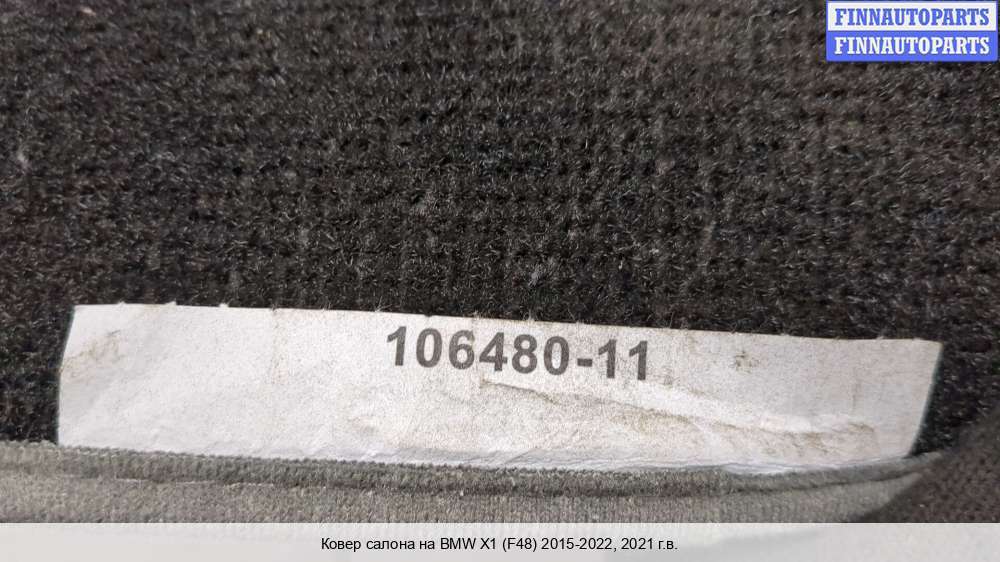 FINNAUTOPARTS
FINNAUTOPARTS
106480-11
Ковер салона на BMW X1 (F48) 2015-2022, 2021 г.в.